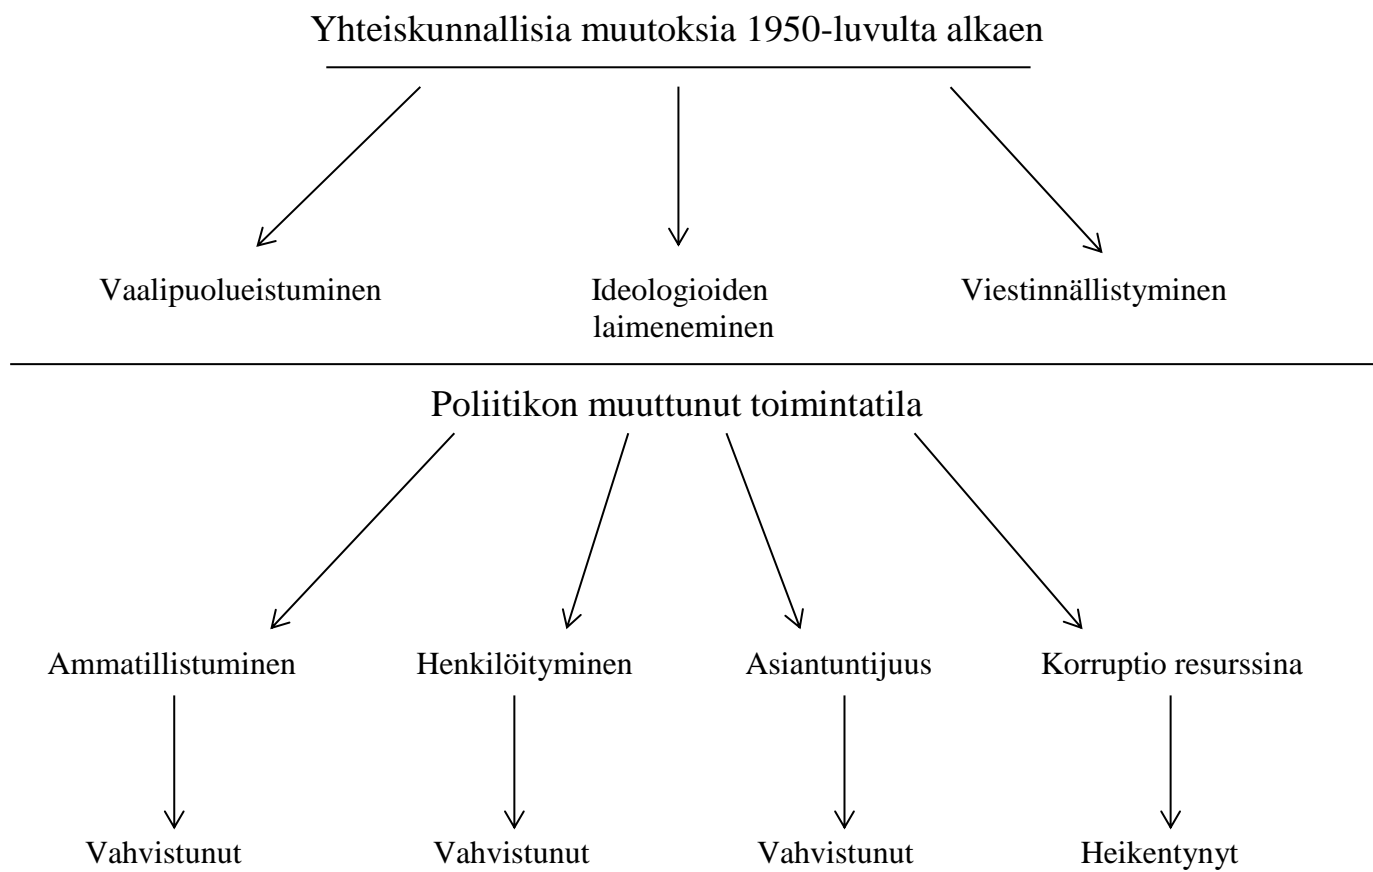 Yhteiskunnallisia muutoksia 1950-luvulta alkaen
Vaalipuolueistuminen
Ideologioiden
laimeneminen
Viestinnällistyminen
Poliitikon muuttunut toimintatila
Ammatillistuminen
Henkilöityminen
Asiantuntijuus
Korruptio resurssina
Vahvistunut
Vahvistunut
Vahvistunut
Heikentynyt